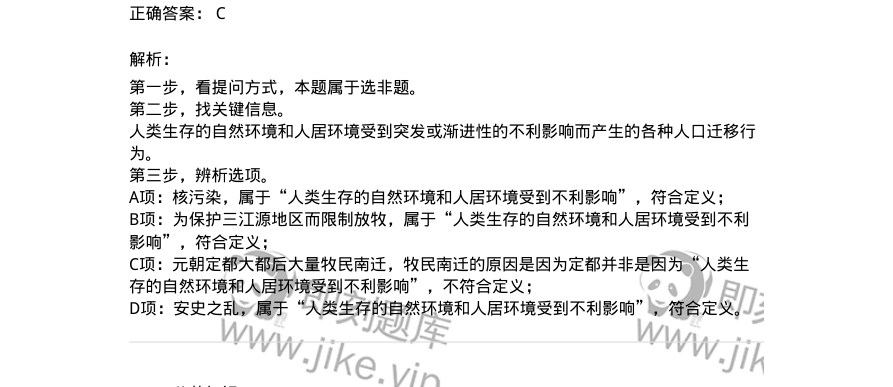 正确答案： C
解析：
第一步，看提问方式，本题属于选非题。
第二步，找关键信息。
人类生存的自然环境和人居环境受到突发或渐进性的不利影响而产生的各种人口迁移行
为。
第三步，辨析选项。
A项：核污染，属于“人类生存的自然环境和人居环境受到不利影响”，符合定义；
B项：为保护三江源地区而限制放牧，属于“人类生存的自然环境和人居环境受到不利
影响”，符合定义；
C项：元朝定都大都后大量牧民南迁，牧民南迁的原因是因为定都并非是因为“人类生
存的自然环境和人居环境受到不利影响”，不符合定义；
D项：安史之乱，属于“人类生存的自然环境和人居环境受到不利影响”，符合定义。
即刻题库
www.jike.vip
即刻
www.jik